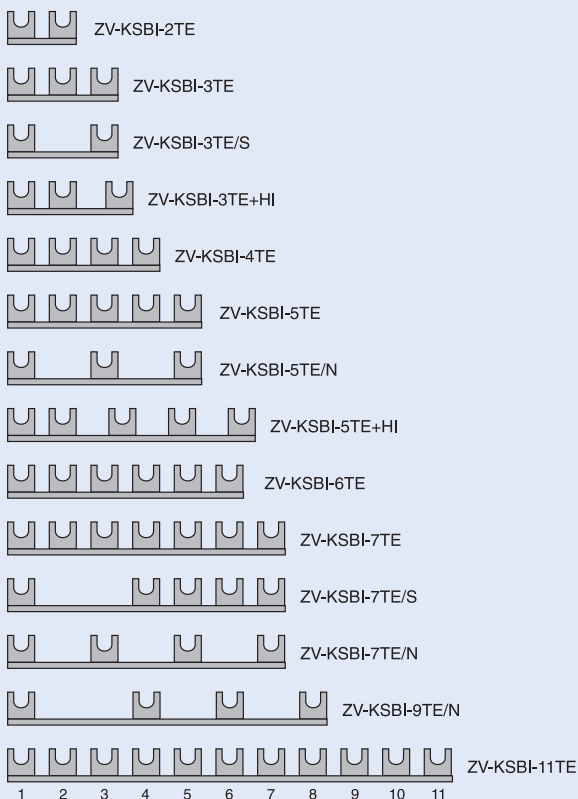 ZV-KSBI-2TE
ZV-KSBI-3TE
ZV-KSBI-3TE/S
ZV-KSBI-3TE+HI
ZV-KSBI-4TE
ZV-KSBI-5TE
ZV-KSBI-5TE/N
ZV-KSBI-5TE+HI
ZV-KSBI-6TE
ZV-KSBI-7TE
ZV-KSBI-7TE/S
ZV-KSBI-7TE/N
ZV-KSBI-9TE/N
ZV-KSBI-11TE
1 2 3 4 5 6 7 8 9 10 11